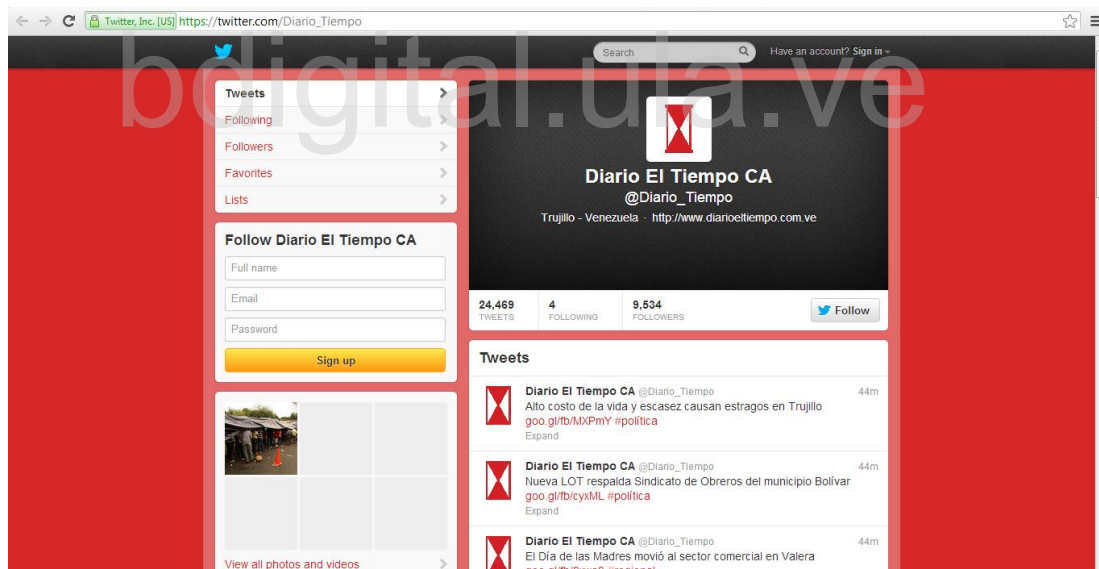 Twitter, Inc. [US] https://twitter.com/Diario_Tiempo
bdigital.ula.ve
Search
Have an account? Sign in
Tweets
Following
Followers
Favorites
Lists
Follow Diario El Tiempo CA
Full name
Email
Password
Sign up
View all photos and videos
Diario El Tiempo CA
@Diario_Tiempo
Trujillo - Venezuela · http://www.diarioeltiempo.com.ve
24,469 4 9,534
TWEETS FOLLOWING FOLLOWERS
Follow
Tweets
Diario El Tiempo CA @Diario_Tiempo 44m
Alto costo de la vida y escasez causan estragos en Trujillo
goo.gl/fb/MXPmY #política
Expand
Diario El Tiempo CA @Diario_Tiempo 44m
Nueva LOT respalda Sindicato de Obreros del municipio Bolívar
goo.gl/fb/cyxML #política
Expand
Diario El Tiempo CA @Diario_Tiempo 44m
El Día de las Madres movió al sector comercial en Valera